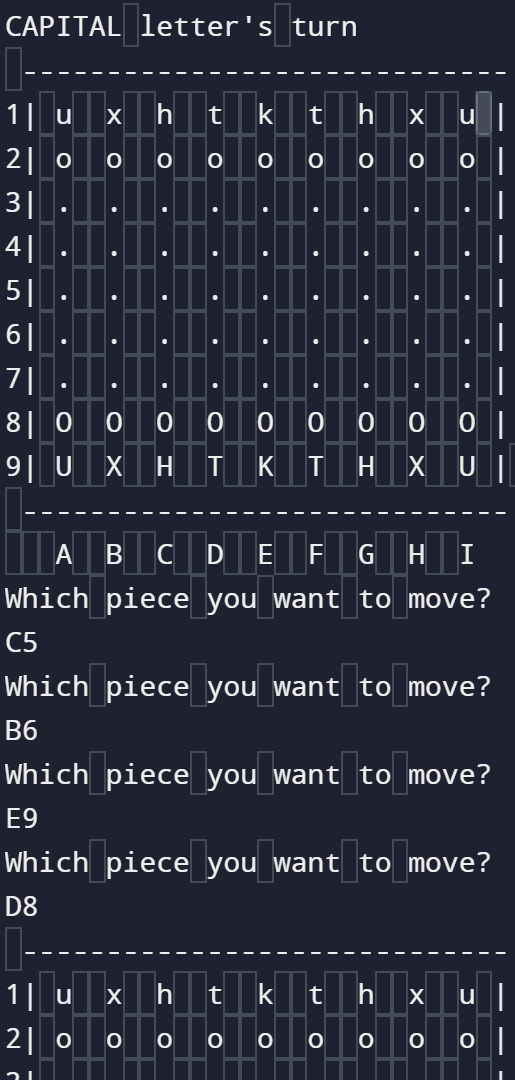 CAPITAL letter's turn
 -----------------------------
1| u  x  h  t  k  t  h  x  u |
2| o  o  o  o  o  o  o  o  o |
3| .  .  .  .  .  .  .  .  . |
4| .  .  .  .  .  .  .  .  . |
5| .  .  .  .  .  .  .  .  . |
6| .  .  .  .  .  .  .  .  . |
7| .  .  .  .  .  .  .  .  . |
8| O  O  O  O  O  O  O  O  O |
9| U  X  H  T  K  T  H  X  U |
 -----------------------------
   A  B  C  D  E  F  G  H  I
Which piece you want to move?
C5
Which piece you want to move?
B6
Which piece you want to move?
E9
Which piece you want to move?
D8
 -----------------------------
1| u  x  h  t  k  t  h  x  u |
2| o  o  o  o  o  o  o  o  o |